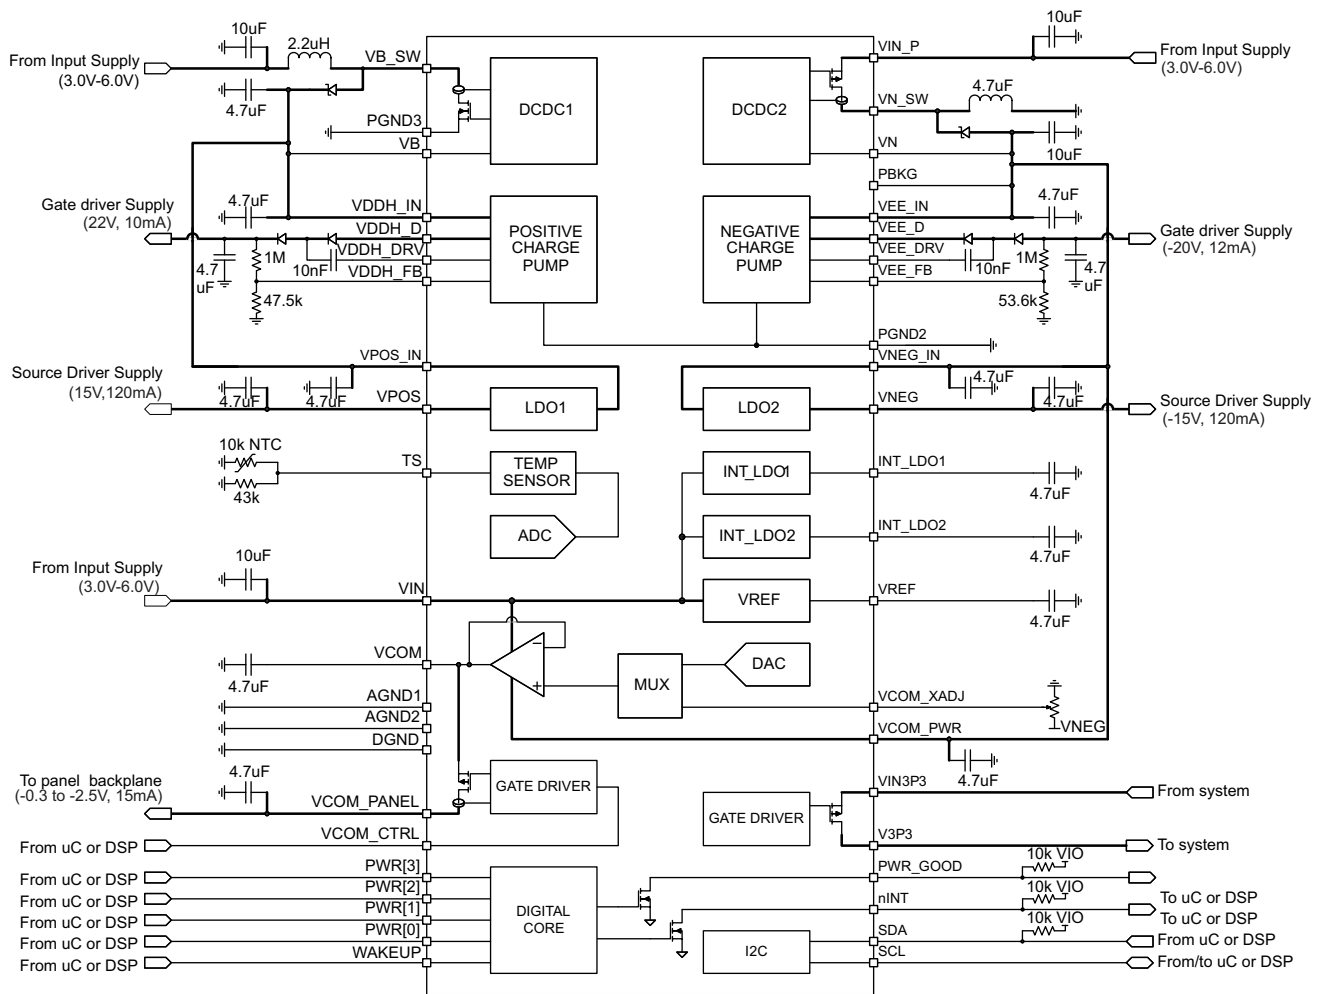 10uF
2.2uH
VB_SW
From Input Supply
(3.0V-6.0V)
4.7uF
PGND3
VB
DCDC1
DCDC2
VIN_P
10uF
From Input Supply
(3.0V-6.0V)
VN_SW
4.7uF
VN
10uF
PBKG
Gate driver Supply
(22V, 10mA)
4.7uF
VDDH_IN
VDDH_D
VDDH_DRV
VDDH_FB
4.7
uF
1M
10nF
47.5k
POSITIVE
CHARGE
PUMP
NEGATIVE
CHARGE
PUMP
VEE_IN
VEE_D
VEE_DRV
VEE_FB
4.7uF
10nF
1M
4.7
uF
53.6k
Gate driver Supply
(-20V, 12mA)
PGND2
VPOS_IN
VNEG_IN
Source Driver Supply
(15V,120mA)
4.7uF
4.7uF
VPOS
LDO1
LDO2
VNEG
4.7uF
4.7uF
Source Driver Supply
(-15V, 120mA)
10k NTC
43k
TS
TEMP
SENSOR
ADC
INT_LDO1
INT_LDO1
4.7uF
INT_LDO2
INT_LDO2
4.7uF
From Input Supply
(3.0V-6.0V)
10uF
VIN
VREF
VREF
4.7uF
VCOM
4.7uF
DAC
MUX
AGND1
AGND2
DGND
VCOM_XADJ
VNEG
VCOM_PWR
4.7uF
To panel backplane
(-0.3 to -2.5V, 15mA)
4.7uF
VCOM_PANEL
GATE DRIVER
GATE DRIVER
VIN3P3
From system
V3P3
To system
From uC or DSP
VCOM_CTRL
From uC or DSP
PWR[3]
From uC or DSP
PWR[2]
From uC or DSP
PWR[1]
From uC or DSP
PWR[0]
From uC or DSP
WAKEUP
DIGITAL
CORE
I2C
PWR_GOOD
10k VIO
nINT
10k VIO
To uC or DSP
To uC or DSP
SDA
10k VIO
From uC or DSP
SCL
From/to uC or DSP